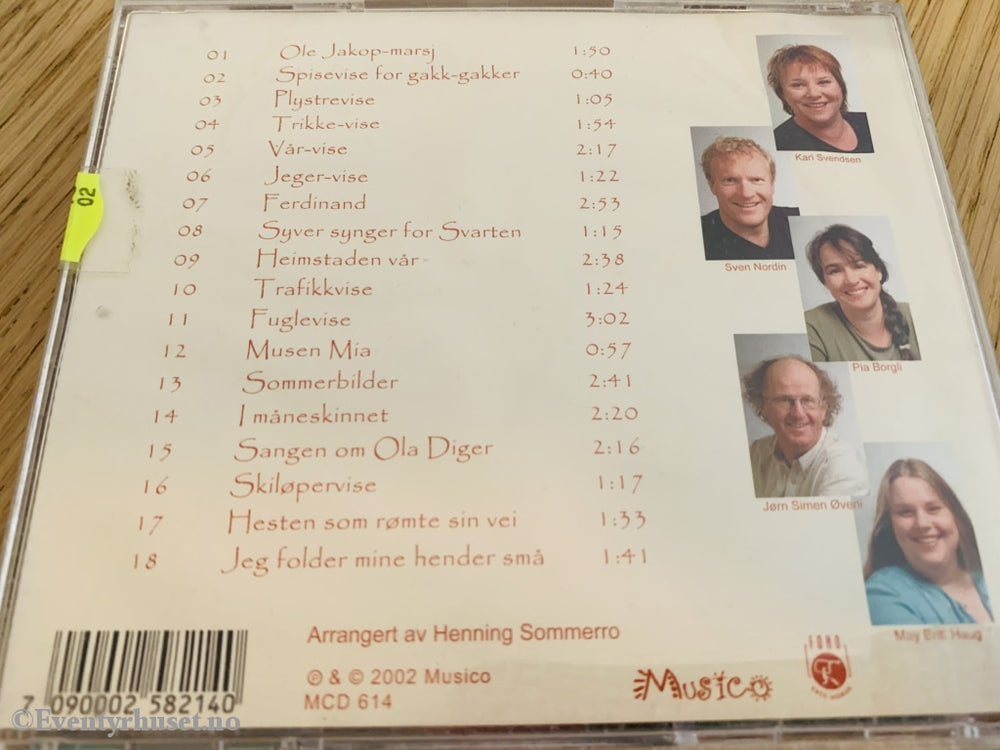 01 Ole Jakop-marsj 1:50
02 Spisevise for gakk-gakker 0:40
03 Plystrevise 1:05
04 Trikke-vise 1:54
05 Vår-vise 2:17
06 Jeger-vise 1:22
07 Ferdinand 2:53
08 Syver synger for Svarten 1:15
09 Heimstaden vår 2:38
10 Trafikkvise 1:24
11 Fuglevise 3:02
12 Musen Mia 0:57
13 Sommerbilder 2:41
14 I måneskinnet 2:20
15 Sangen om Ola Diger 2:16
16 Skiløpervise 1:17
17 Hesten som rømte sin vei 1:33
18 Jeg folder mine hender små 1:41
02
Kari Svendsen
Sven Nordin
Pia Borgli
Jørn Simen Øverli
May Britt Haug
Arrangert av Henning Sommerro
℗ & © 2002 Musico
MCD 614
7 090002 582140
Musico
FONO
©Eventyrhuset.no